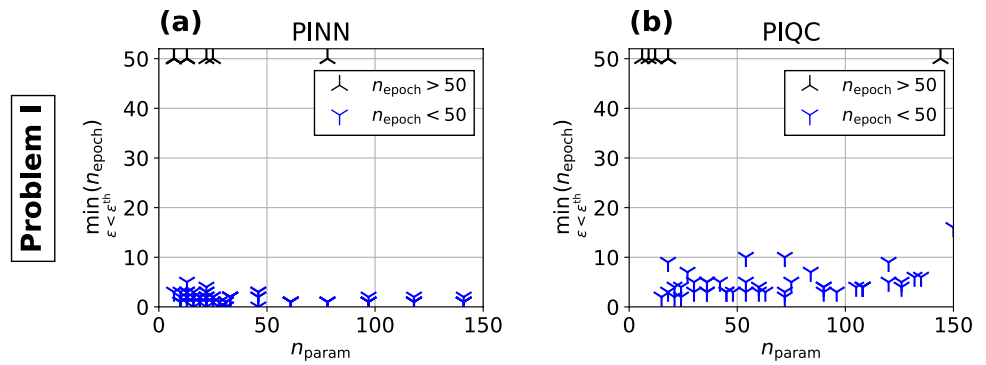 (a)
PINN
(b)
PIQC
Problem I
min (n_epoch)
ε < ε^th
50
40
30
20
10
0
n_epoch > 50
n_epoch < 50
0 50 100 150
n_param
min (n_epoch)
ε < ε^th
50
40
30
20
10
0
n_epoch > 50
n_epoch < 50
0 50 100 150
n_param